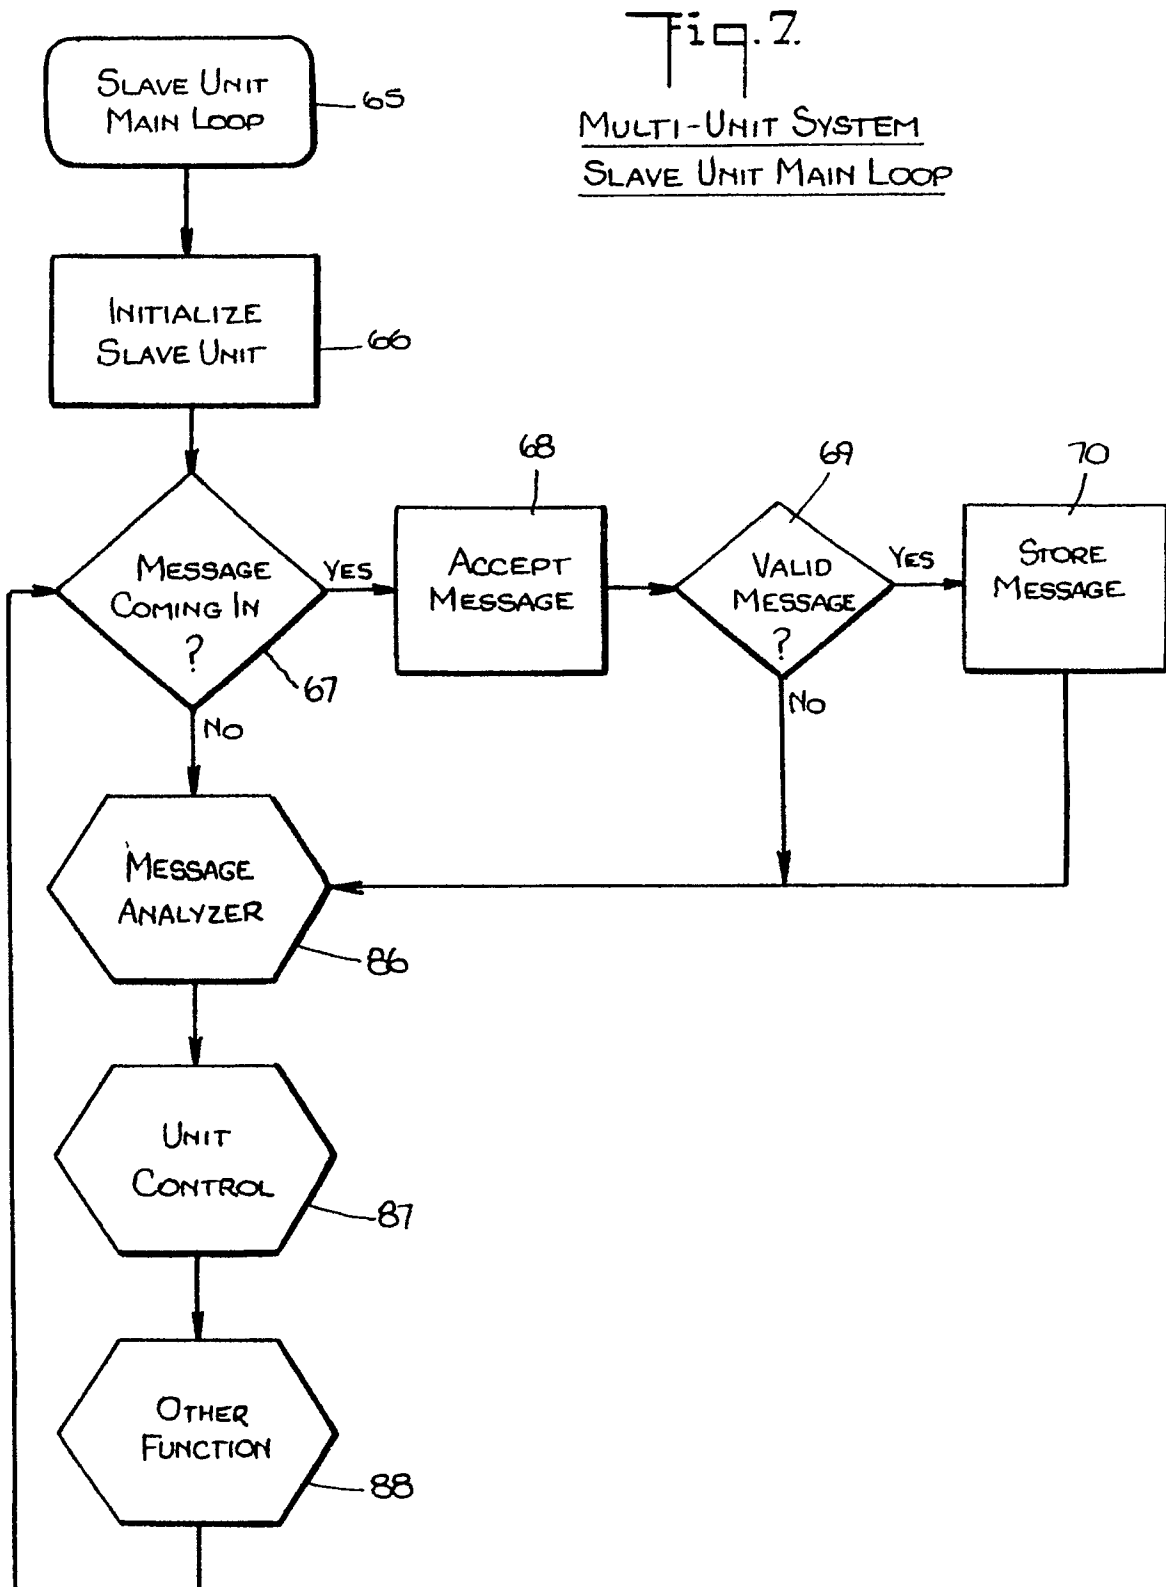 Fig. 7.
MULTI-UNIT SYSTEM
SLAVE UNIT MAIN LOOP
SLAVE UNIT
MAIN LOOP
65
INITIALIZE
SLAVE UNIT
66
MESSAGE
COMING IN
?
67
YES
NO
68
ACCEPT
MESSAGE
69
VALID
MESSAGE
?
YES
NO
70
STORE
MESSAGE
MESSAGE
ANALYZER
86
UNIT
CONTROL
87
OTHER
FUNCTION
88